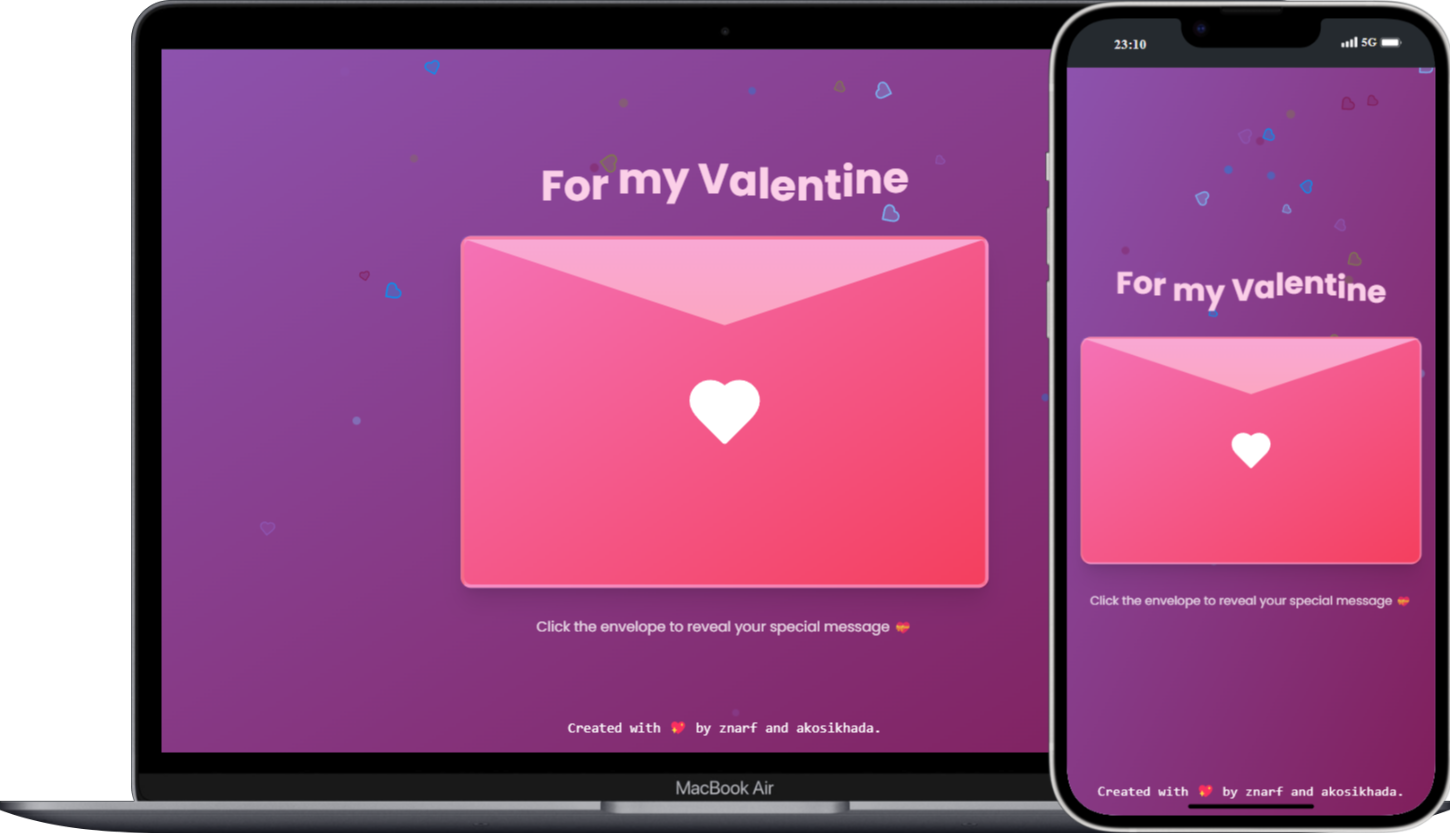 For my Valentine
Click the envelope to reveal your special message 💝
Created with 💖 by znarf and akosikhada.
MacBook Air
23:10
5G
For my Valentine
Click the envelope to reveal your special message 💝
Created with 💖 by znarf and akosikhada.